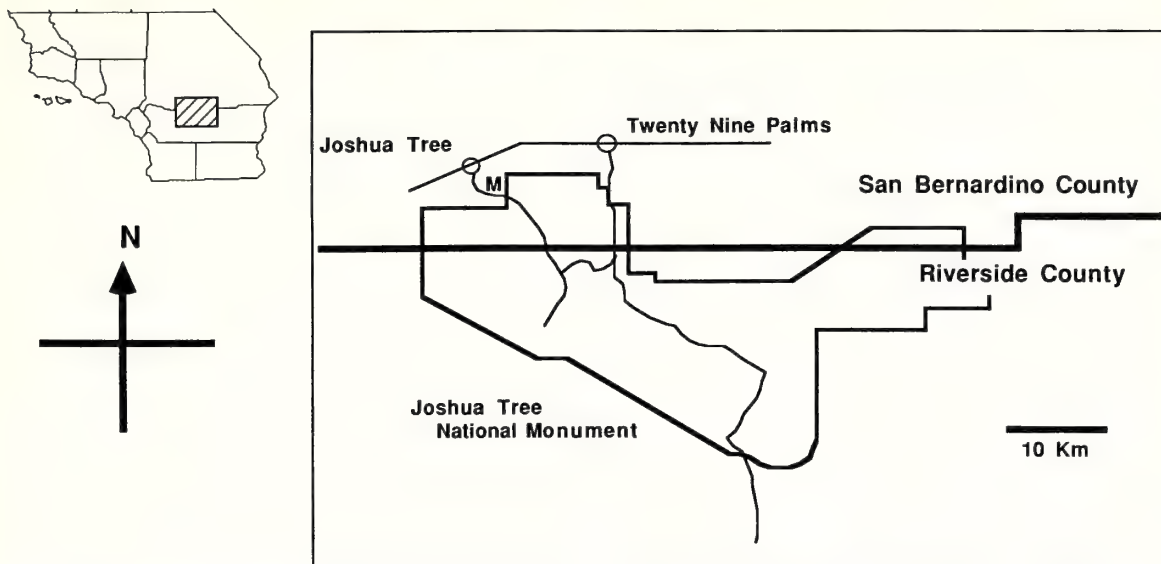 Twenty Nine Palms
Joshua Tree
M
San Bernardino County
N
Riverside County
Joshua Tree
National Monument
10 Km